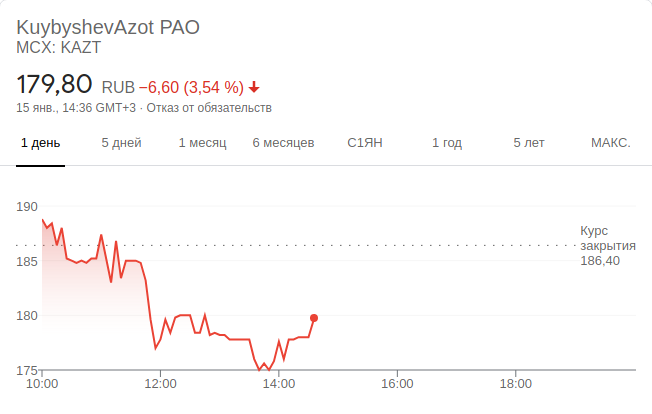 KuybyshevAzot PAO
MCX: KAZT
179,80 RUB −6,60 (3,54 %)
15 янв., 14:36 GMT+3 · Отказ от обязательств
1 день 5 дней 1 месяц 6 месяцев С1ЯН 1 год 5 лет МАКС.
190
Курс
закрытия
186,40
185
180
175
10:00 12:00 14:00 16:00 18:00